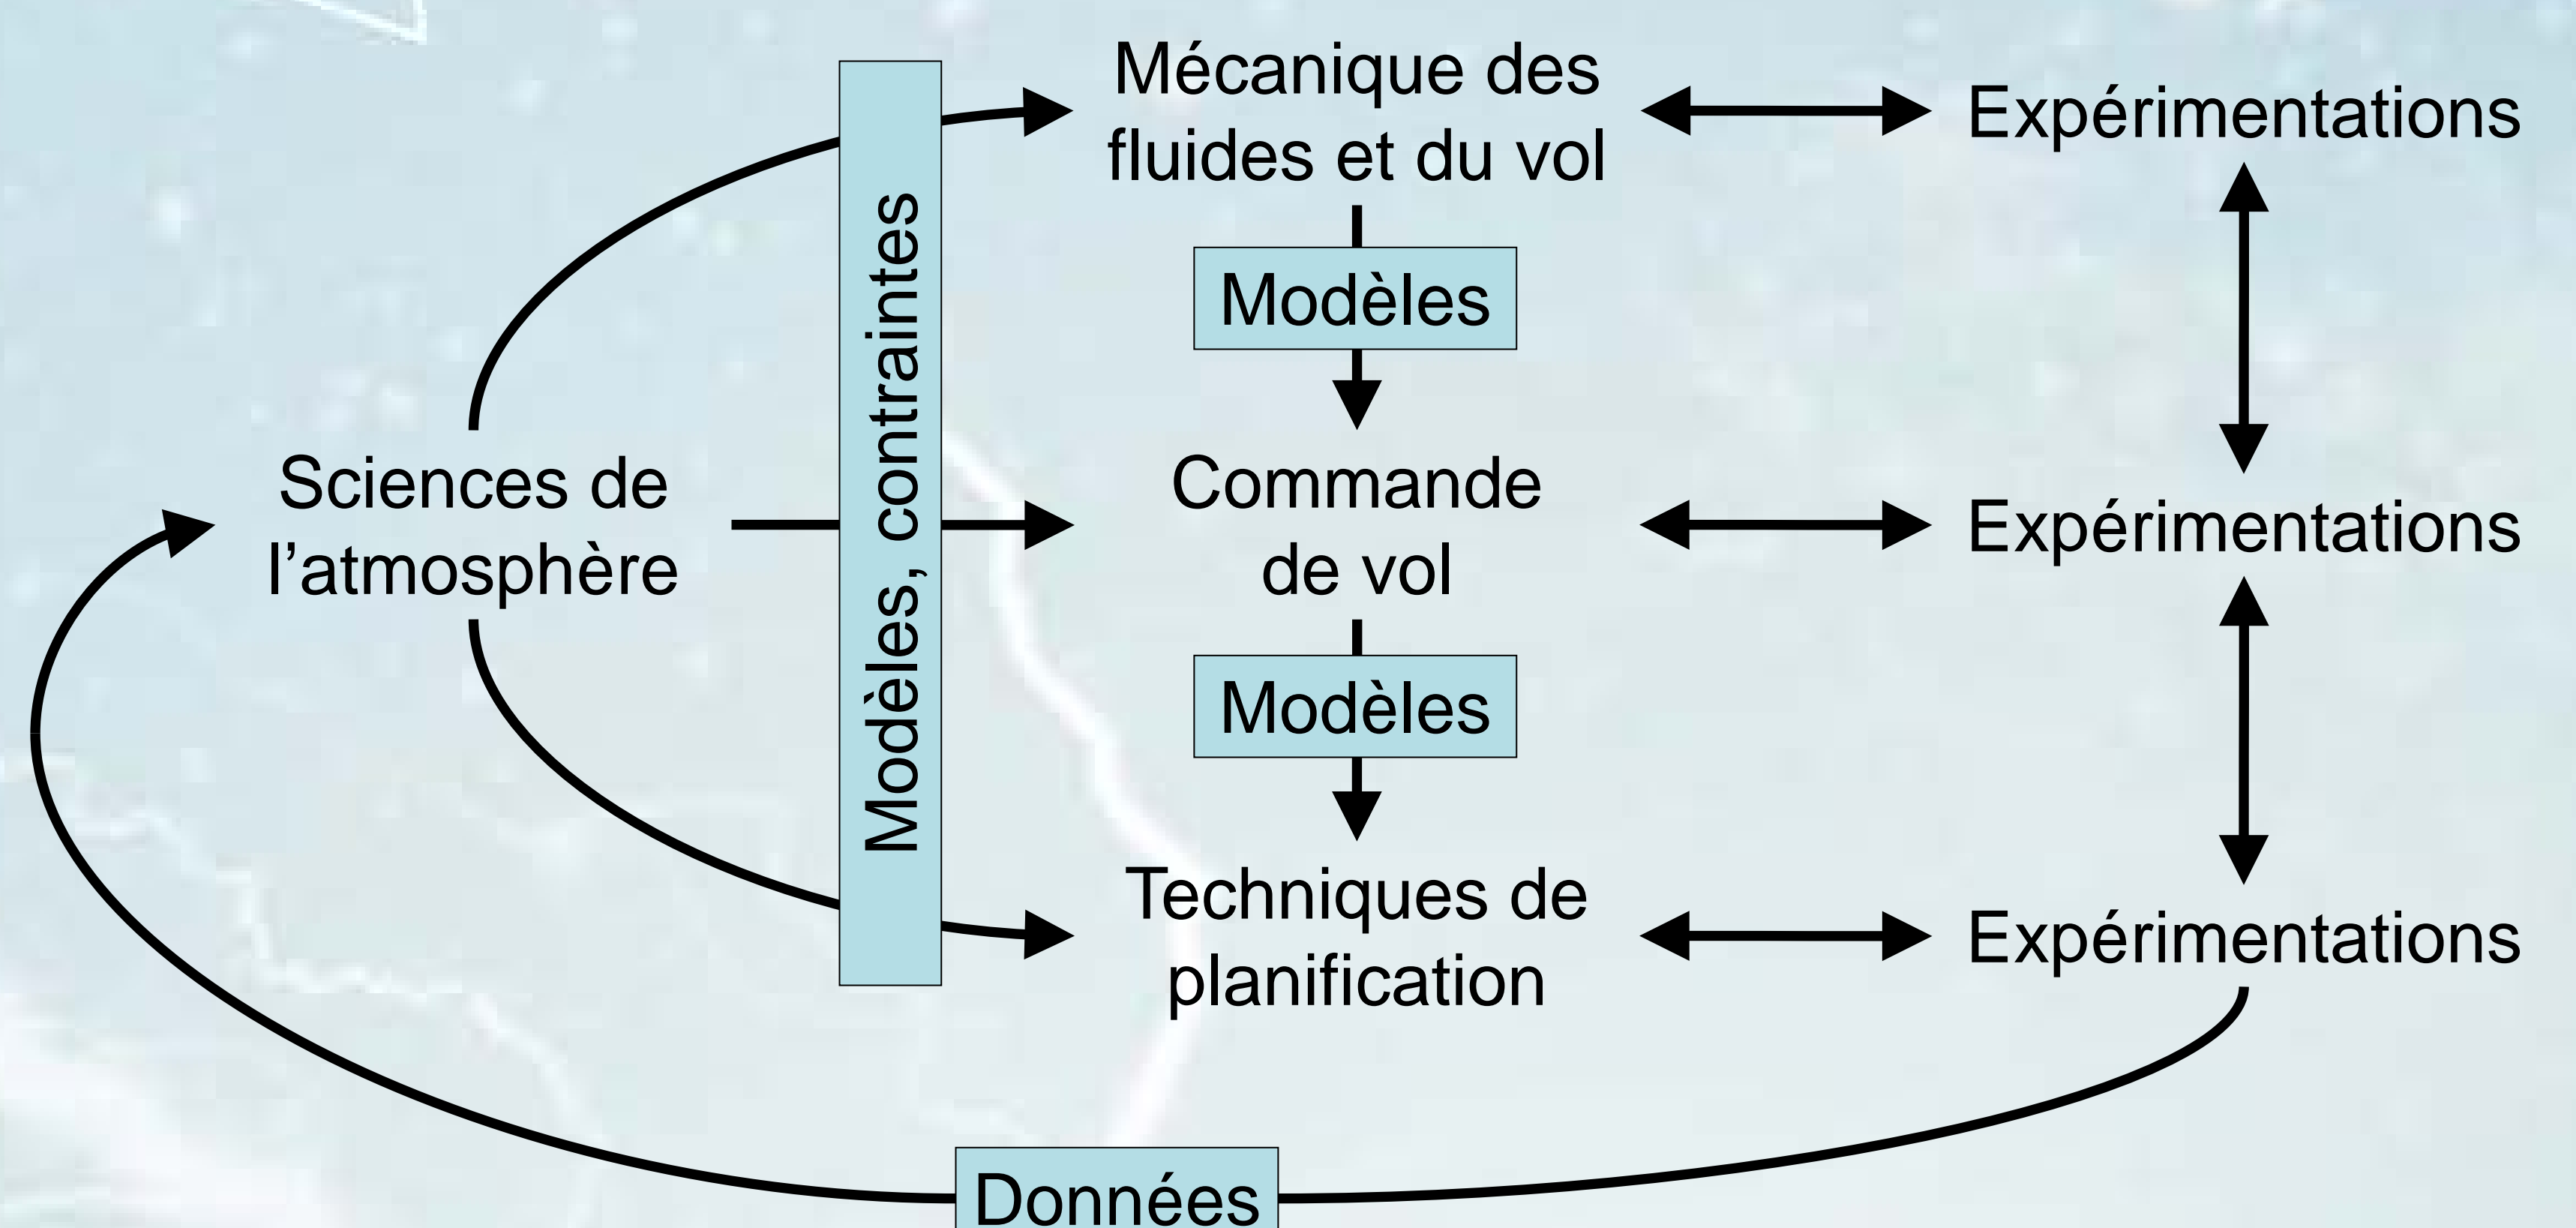 Mécanique des
fluides et du vol
Expérimentations
Modèles
Modèles, contraintes
Sciences de
l’atmosphère
Commande
de vol
Expérimentations
Modèles
Techniques de
planification
Expérimentations
Données